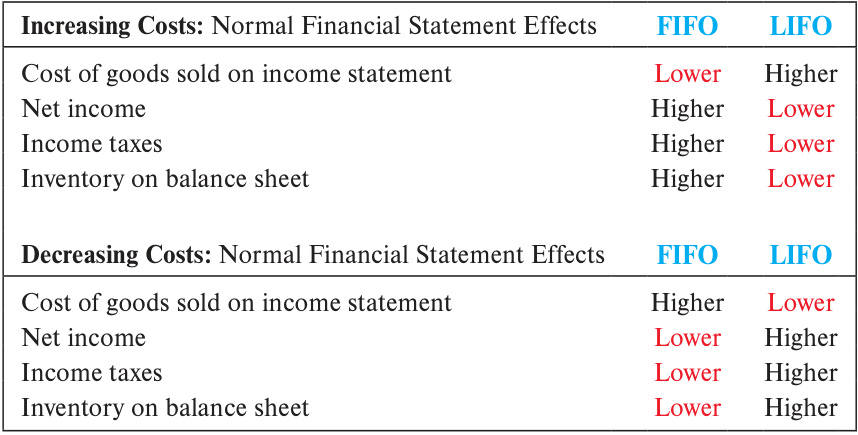 Increasing Costs: Normal Financial Statement Effects FIFO LIFO
Cost of goods sold on income statement Lower Higher
Net income Higher Lower
Income taxes Higher Lower
Inventory on balance sheet Higher Lower
Decreasing Costs: Normal Financial Statement Effects FIFO LIFO
Cost of goods sold on income statement Higher Lower
Net income Lower Higher
Income taxes Lower Higher
Inventory on balance sheet Lower Higher